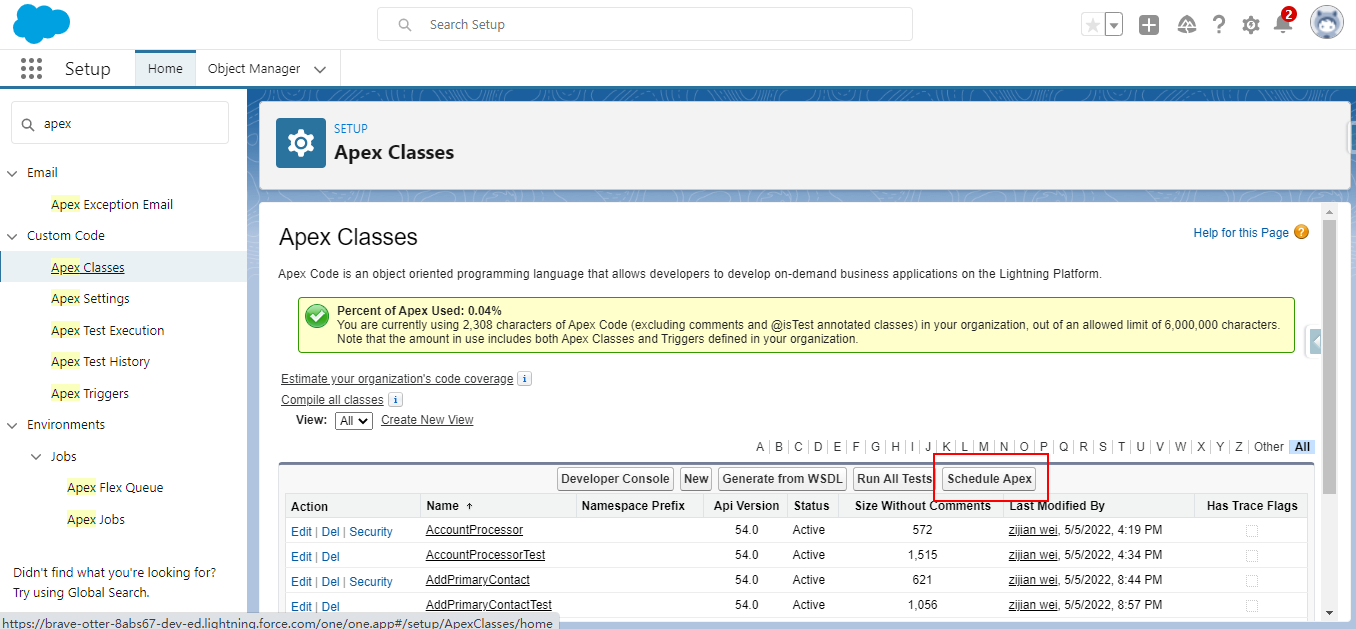 Search Setup
2
Setup
Home
Object Manager
apex
Email
Apex Exception Email
Custom Code
Apex Classes
Apex Settings
Apex Test Execution
Apex Test History
Apex Triggers
Environments
Jobs
Apex Flex Queue
Apex Jobs
Didn't find what you're looking for?
Try using Global Search.
SETUP
Apex Classes
Apex Classes
Help for this Page ?
Apex Code is an object oriented programming language that allows developers to develop on-demand business applications on the Lightning Platform.
Percent of Apex Used: 0.04%
You are currently using 2,308 characters of Apex Code (excluding comments and @isTest annotated classes) in your organization, out of an allowed limit of 6,000,000 characters.
Note that the amount in use includes both Apex Classes and Triggers defined in your organization.
Estimate your organization's code coverage i
Compile all classes i
View: All Create New View
A | B | C | D | E | F | G | H | I | J | K | L | M | N | O | P | Q | R | S | T | U | V | W | X | Y | Z | Other | All
Developer Console New Generate from WSDL Run All Tests Schedule Apex
Action Name ↑ Namespace Prefix Api Version Status Size Without Comments Last Modified By Has Trace Flags
Edit | Del | Security AccountProcessor 54.0 Active 572 zijian wei, 5/5/2022, 4:19 PM
Edit | Del AccountProcessorTest 54.0 Active 1,515 zijian wei, 5/5/2022, 4:34 PM
Edit | Del | Security AddPrimaryContact 54.0 Active 621 zijian wei, 5/5/2022, 8:44 PM
Edit | Del AddPrimaryContactTest 54.0 Active 1,056 zijian wei, 5/5/2022, 8:57 PM
https://brave-otter-8abs67-dev-ed.lightning.force.com/one/one.app#/setup/ApexClasses/home